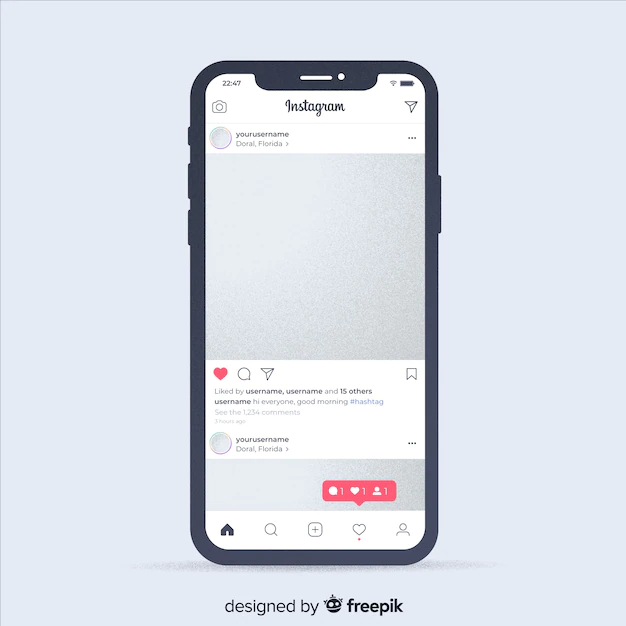 22:47
Instagram
yourusername
Doral, Florida >
Liked by username, username and 15 others
username hi everyone, good morning #hashtag
See the 1,234 comments
3 hours ago
yourusername
Doral, Florida >
1 1 1
designed by freepik